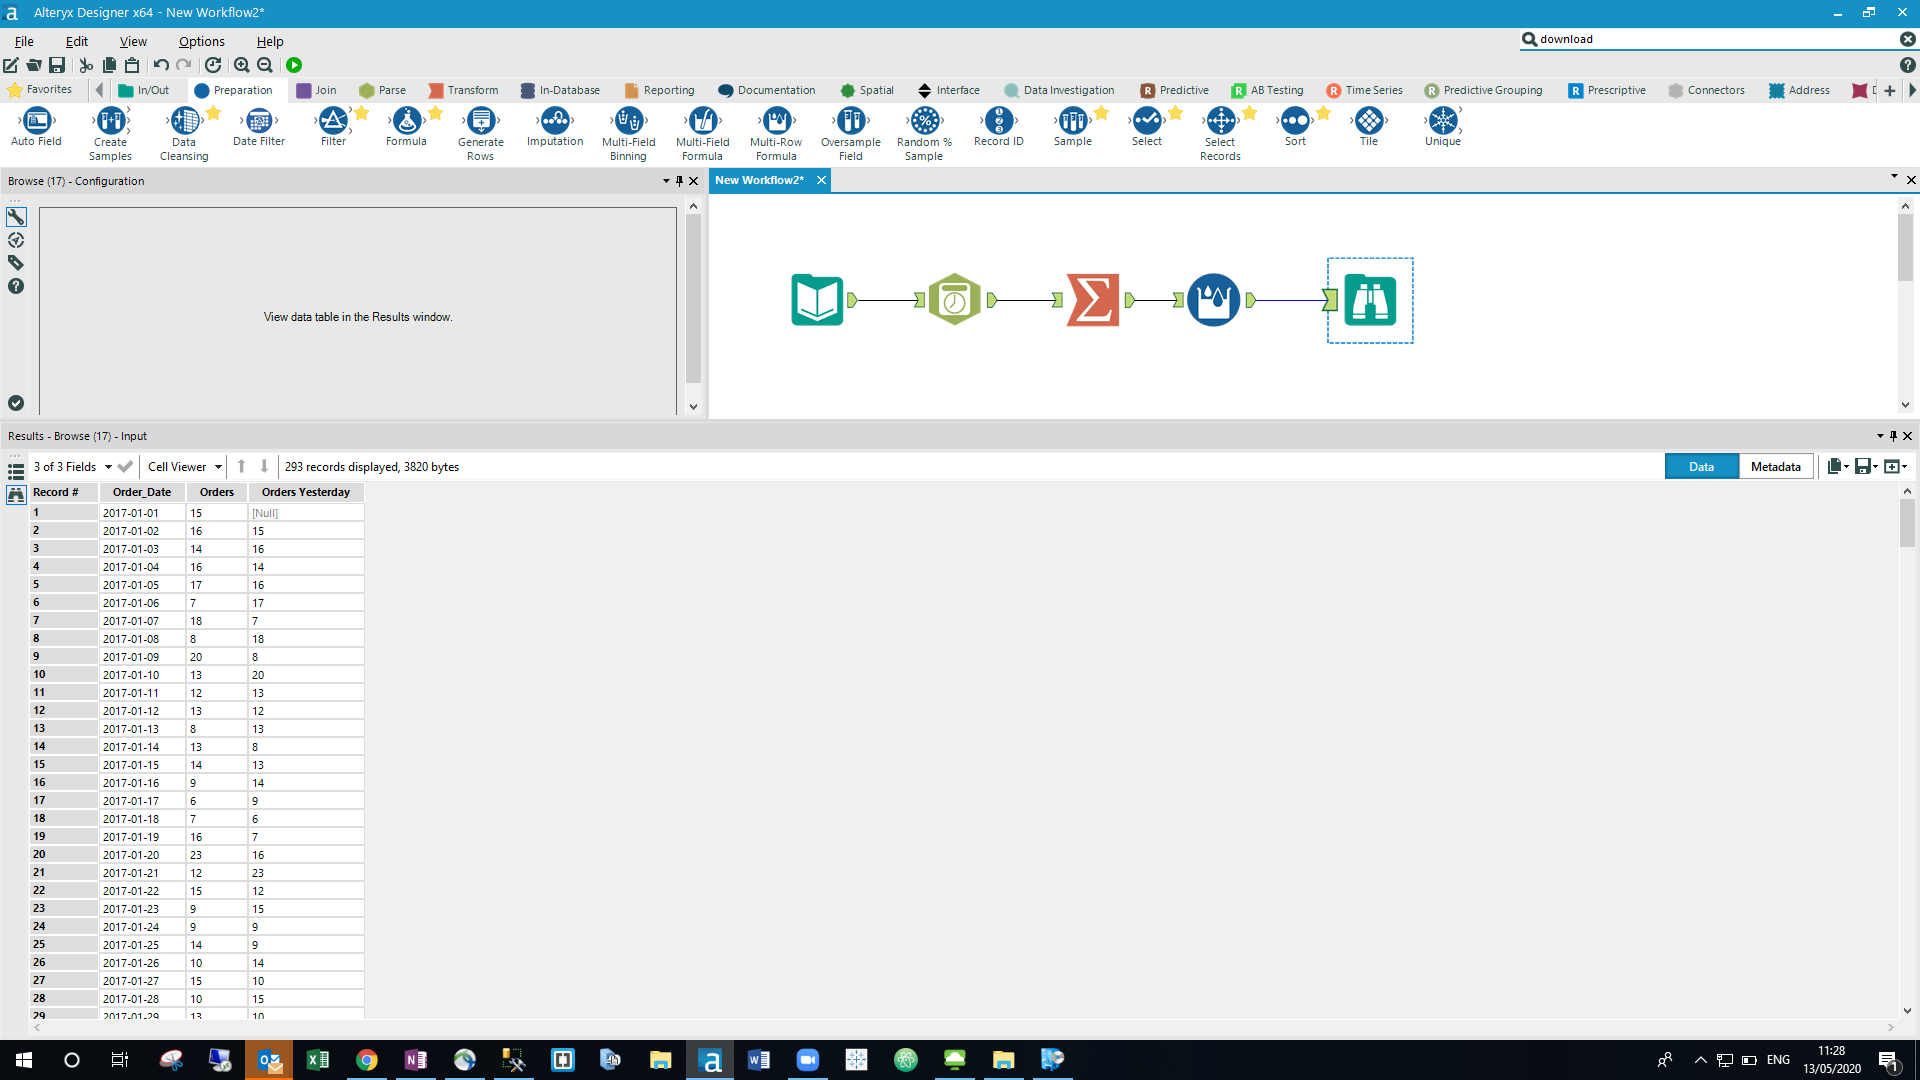 Alteryx Designer x64 - New Workflow2*
File Edit View Options Help
download
Favorites In/Out Preparation Join Parse Transform In-Database Reporting Documentation Spatial Interface Data Investigation Predictive AB Testing Time Series Predictive Grouping Prescriptive Connectors Address
Auto Field Create Samples Data Cleansing Date Filter Filter Formula Generate Rows Imputation Multi-Field Binning Multi-Field Formula Multi-Row Formula Oversample Field Random % Sample Record ID Sample Select Select Records Sort Tile Unique
Browse (17) - Configuration
New Workflow2*
View data table in the Results window.
Results - Browse (17) - Input
3 of 3 Fields Cell Viewer 293 records displayed, 3820 bytes Data Metadata
Record # Order_Date Orders Orders Yesterday
1 2017-01-01 15 [Null]
2 2017-01-02 16 15
3 2017-01-03 14 16
4 2017-01-04 16 14
5 2017-01-05 17 16
6 2017-01-06 7 17
7 2017-01-07 18 7
8 2017-01-08 8 18
9 2017-01-09 20 8
10 2017-01-10 13 20
11 2017-01-11 12 13
12 2017-01-12 13 12
13 2017-01-13 8 13
14 2017-01-14 13 8
15 2017-01-15 14 13
16 2017-01-16 9 14
17 2017-01-17 6 9
18 2017-01-18 7 6
19 2017-01-19 16 7
20 2017-01-20 23 16
21 2017-01-21 12 23
22 2017-01-22 15 12
23 2017-01-23 9 15
24 2017-01-24 9 9
25 2017-01-25 14 9
26 2017-01-26 10 14
27 2017-01-27 15 10
28 2017-01-28 10 15
29 2017-01-29 13 10
ENG
11:28
13/05/2020
1